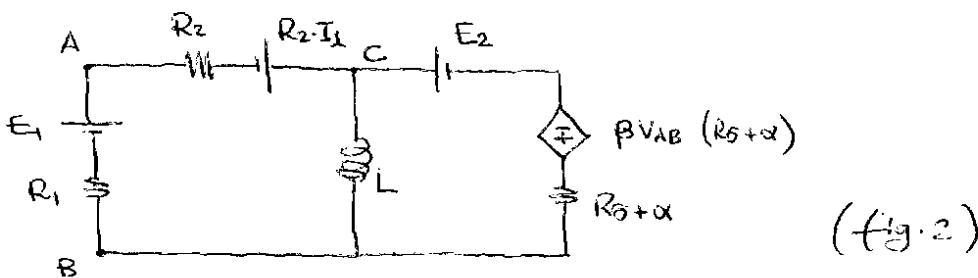 A
R2
R2·I1
C
E2
E1
βVAB (R5+α)
L
R1
R5+α
B
(fig.2)